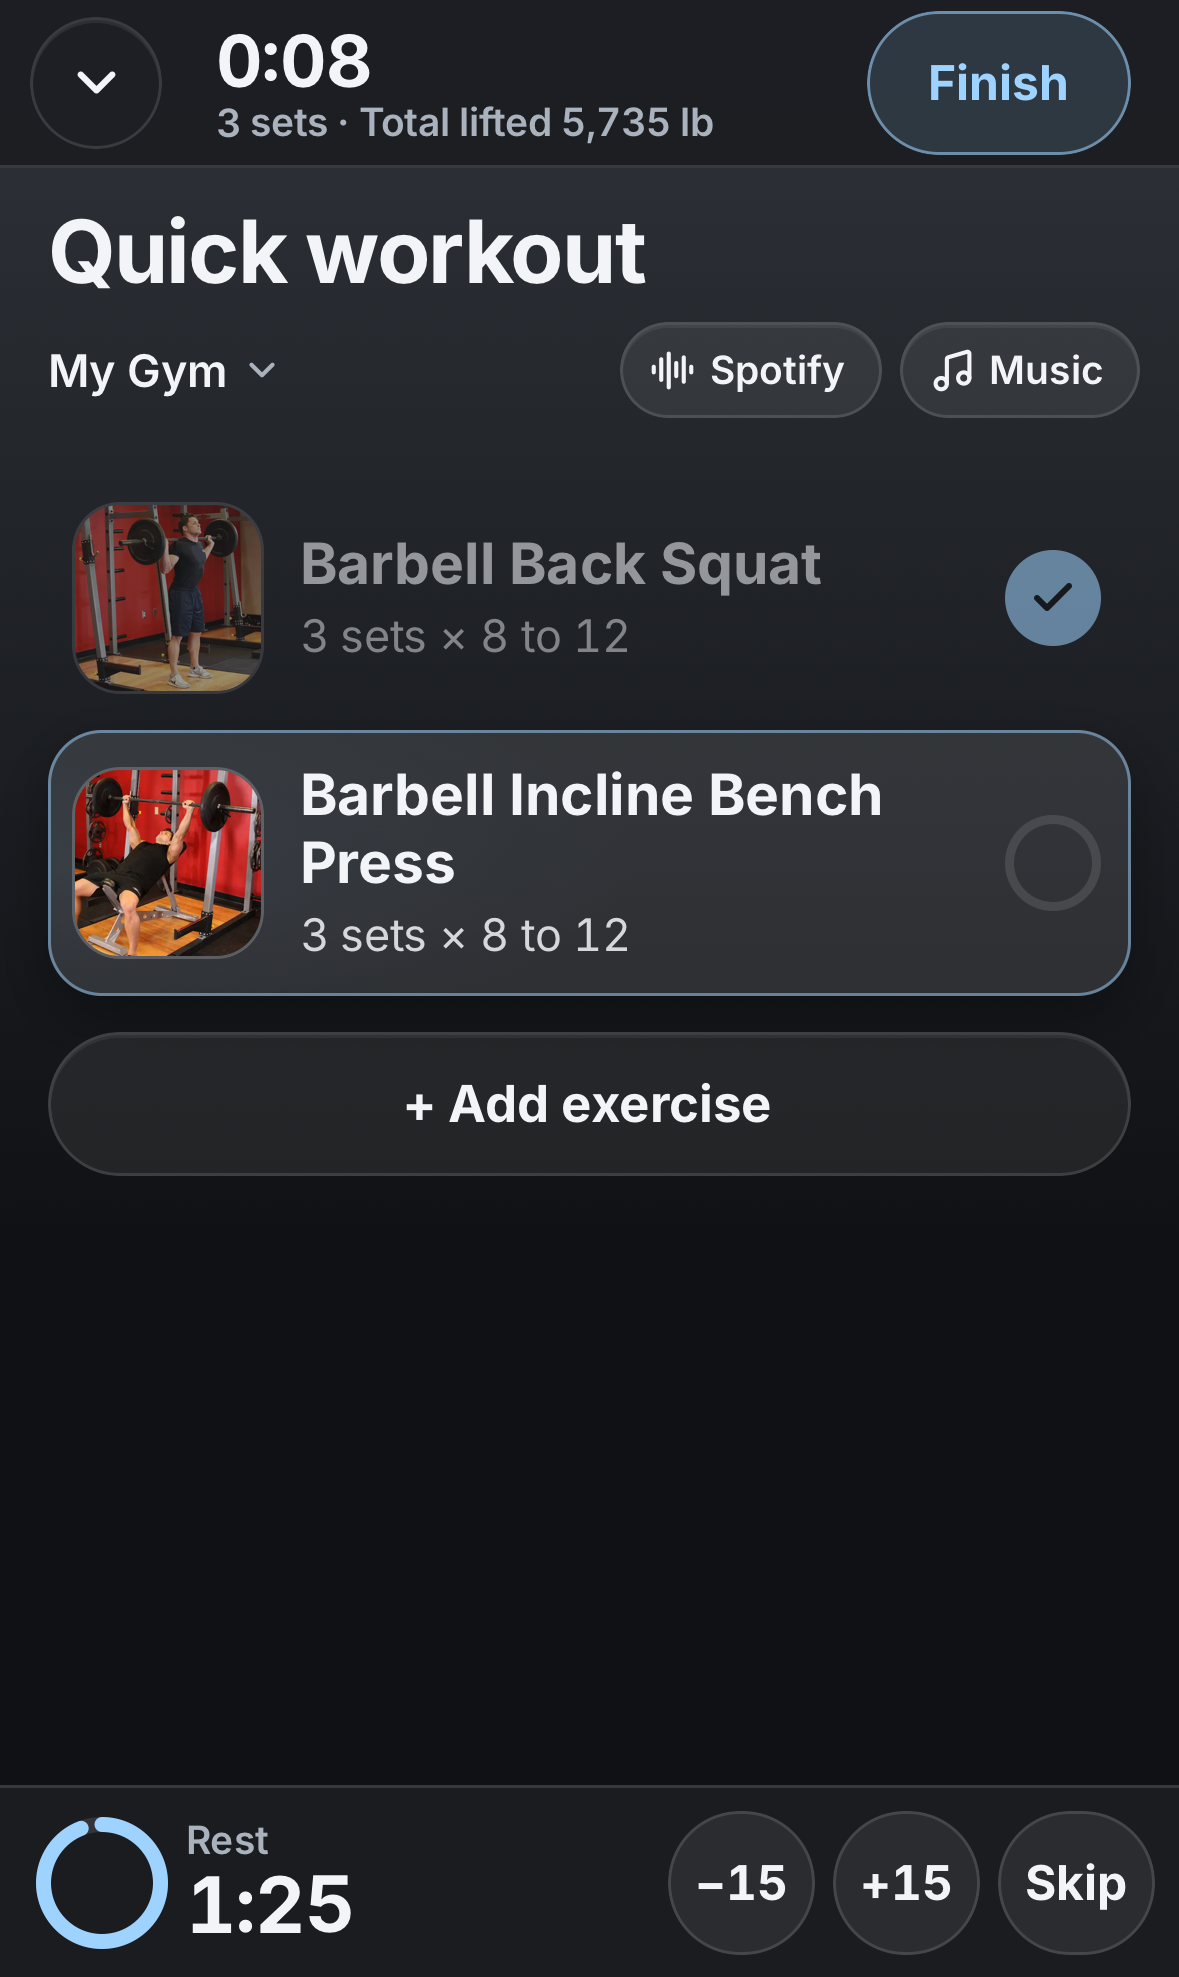 0:08
3 sets · Total lifted 5,735 lb
Finish
Quick workout
My Gym
Spotify
Music
Barbell Back Squat
3 sets × 8 to 12
Barbell Incline Bench
Press
3 sets × 8 to 12
+ Add exercise
Rest
1:25
−15
+15
Skip